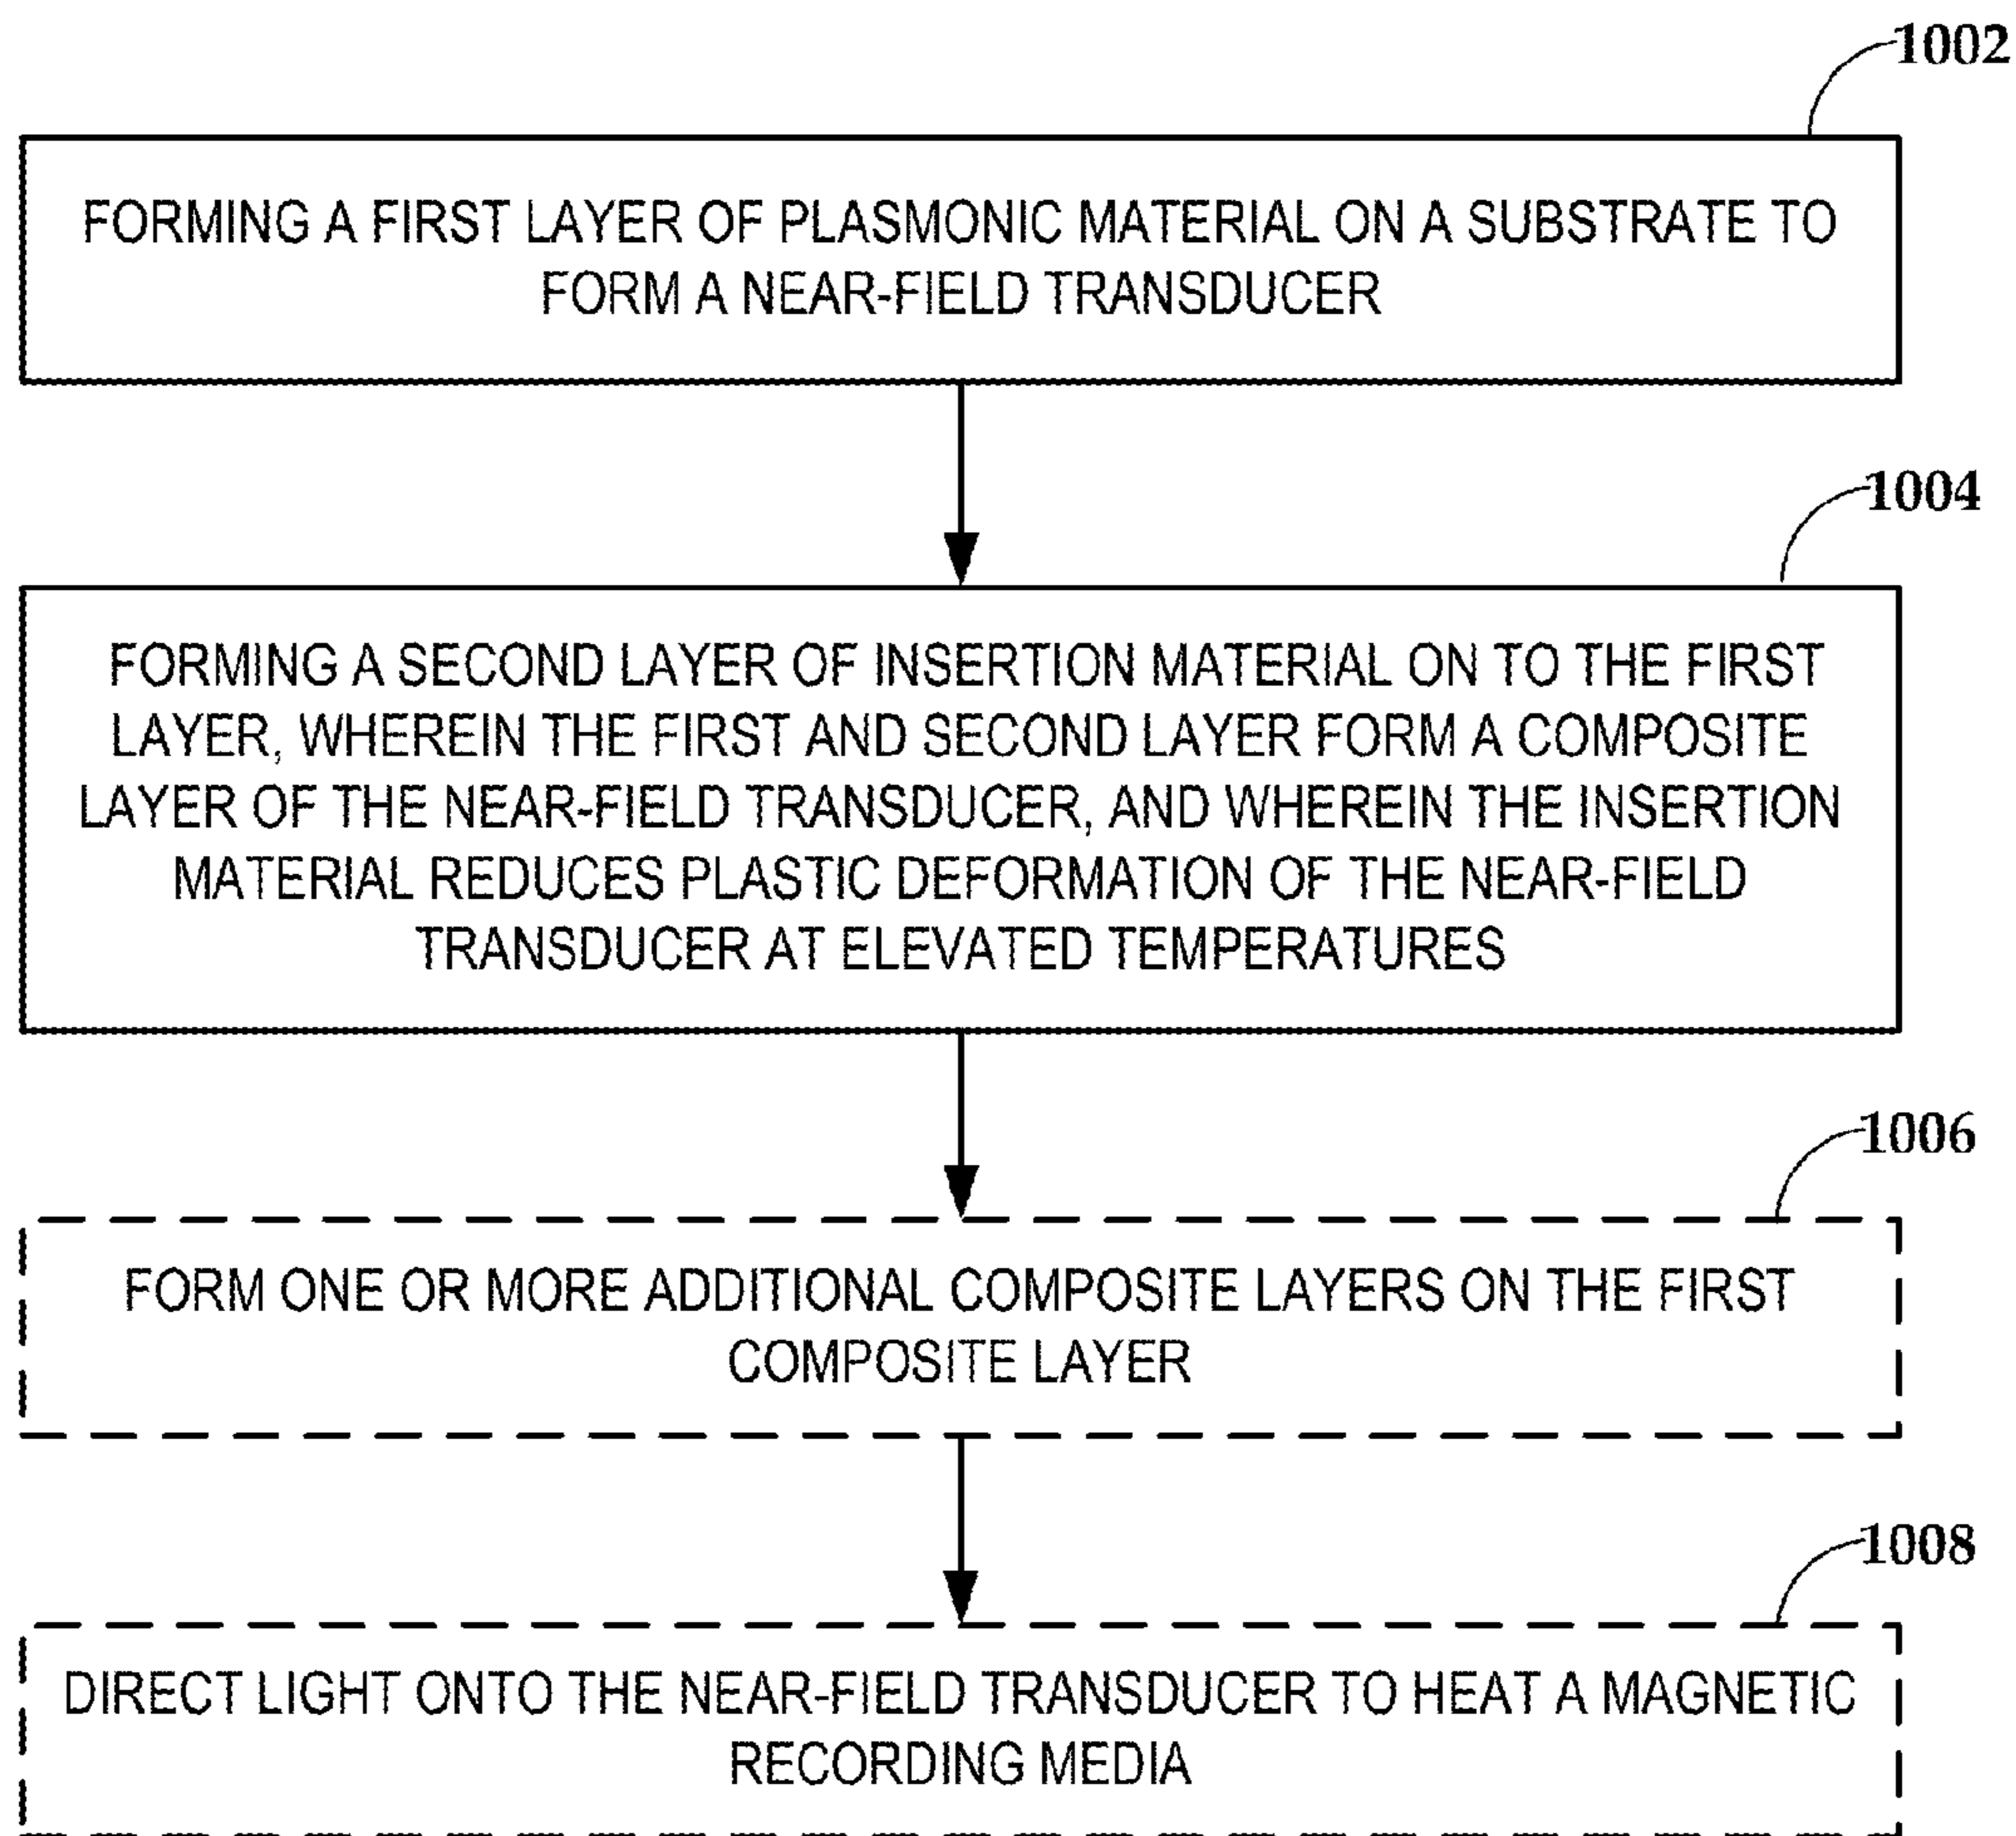 1002
FORMING A FIRST LAYER OF PLASMONIC MATERIAL ON A SUBSTRATE TO
FORM A NEAR-FIELD TRANSDUCER
1004
FORMING A SECOND LAYER OF INSERTION MATERIAL ON TO THE FIRST
LAYER, WHEREIN THE FIRST AND SECOND LAYER FORM A COMPOSITE
LAYER OF THE NEAR-FIELD TRANSDUCER, AND WHEREIN THE INSERTION
MATERIAL REDUCES PLASTIC DEFORMATION OF THE NEAR-FIELD
TRANSDUCER AT ELEVATED TEMPERATURES
1006
FORM ONE OR MORE ADDITIONAL COMPOSITE LAYERS ON THE FIRST
COMPOSITE LAYER
1008
DIRECT LIGHT ONTO THE NEAR-FIELD TRANSDUCER TO HEAT A MAGNETIC
RECORDING MEDIA